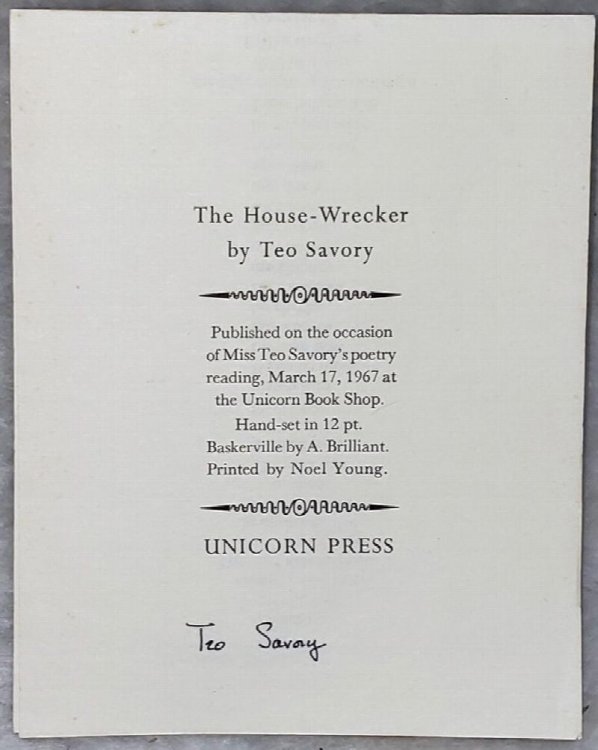 The House-Wrecker
by Teo Savory
Published on the occasion
of Miss Teo Savory's poetry
reading, March 17, 1967 at
the Unicorn Book Shop.
Hand-set in 12 pt.
Baskerville by A. Brilliant.
Printed by Noel Young.
UNICORN PRESS
Teo Savory